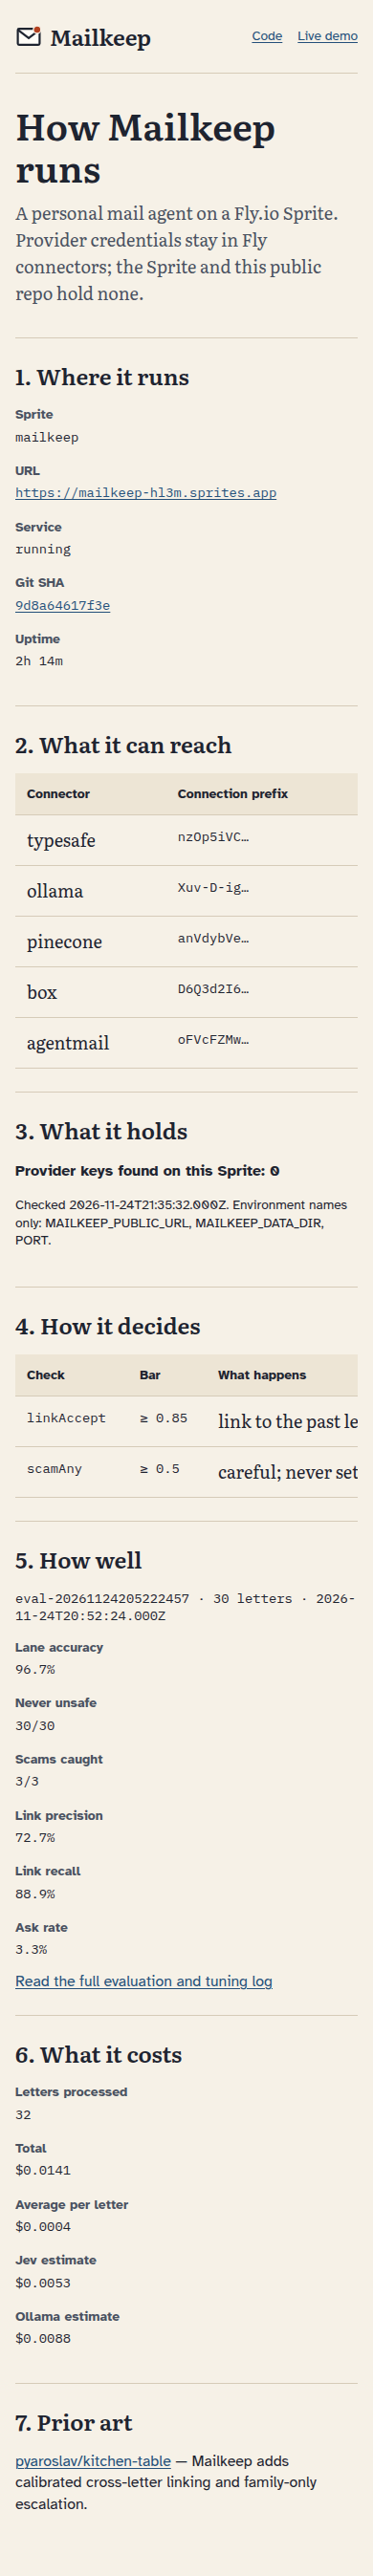 Mailkeep Code Live demo
How Mailkeep
runs
A personal mail agent on a Fly.io Sprite.
Provider credentials stay in Fly
connectors; the Sprite and this public
repo hold none.
1. Where it runs
Sprite
mailkeep
URL
https://mailkeep-hl3m.sprites.app
Service
running
Git SHA
9d8a64617f3e
Uptime
2h 14m
2. What it can reach
Connector Connection prefix
typesafe nzOp5iVC…
ollama Xuv-D-ig…
pinecone anVdybVe…
box D6Q3d2I6…
agentmail oFVcFZMw…
3. What it holds
Provider keys found on this Sprite: 0
Checked 2026-11-24T21:35:32.000Z. Environment names
only: MAILKEEP_PUBLIC_URL, MAILKEEP_DATA_DIR,
PORT.
4. How it decides
Check Bar What happens
linkAccept ≥ 0.85 link to the past le
scamAny ≥ 0.5 careful; never set
5. How well
eval-20261124205222457 · 30 letters · 2026-
11-24T20:52:24.000Z
Lane accuracy
96.7%
Never unsafe
30/30
Scams caught
3/3
Link precision
72.7%
Link recall
88.9%
Ask rate
3.3%
Read the full evaluation and tuning log
6. What it costs
Letters processed
32
Total
$0.0141
Average per letter
$0.0004
Jev estimate
$0.0053
Ollama estimate
$0.0088
7. Prior art
pyaroslav/kitchen-table — Mailkeep adds
calibrated cross-letter linking and family-only
escalation.